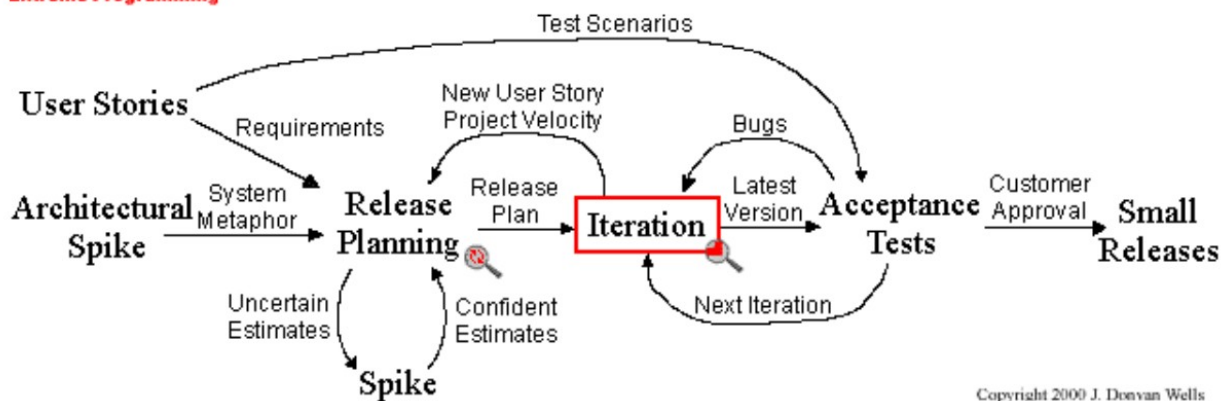 Test Scenarios
User Stories
New User Story
Project Velocity
Bugs
Requirements
Architectural
Spike
System
Metaphor
Release
Planning
Release
Plan
Iteration
Latest
Version
Acceptance
Tests
Customer
Approval
Small
Releases
Uncertain
Estimates
Confident
Estimates
Next Iteration
Spike
Copyright 2000 J. Donvan Wells